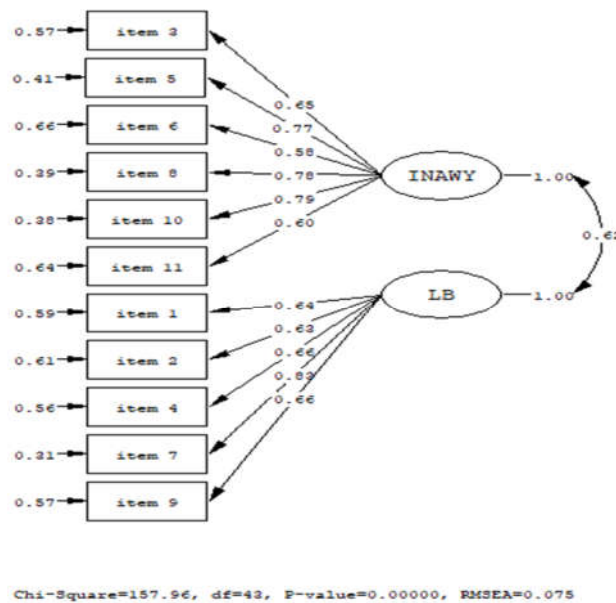 0.57 item 3
0.41 item 5
0.66 item 6
0.39 item 8
0.38 item 10
0.64 item 11
0.59 item 1
0.61 item 2
0.56 item 4
0.31 item 7
0.57 item 9
0.65
0.77
0.58
0.78
0.79
0.60
0.64
0.63
0.66
0.83
0.66
INAWY 1.00
LB 1.00
Chi-Square=157.96, df=43, P-value=0.00000, RMSEA=0.075